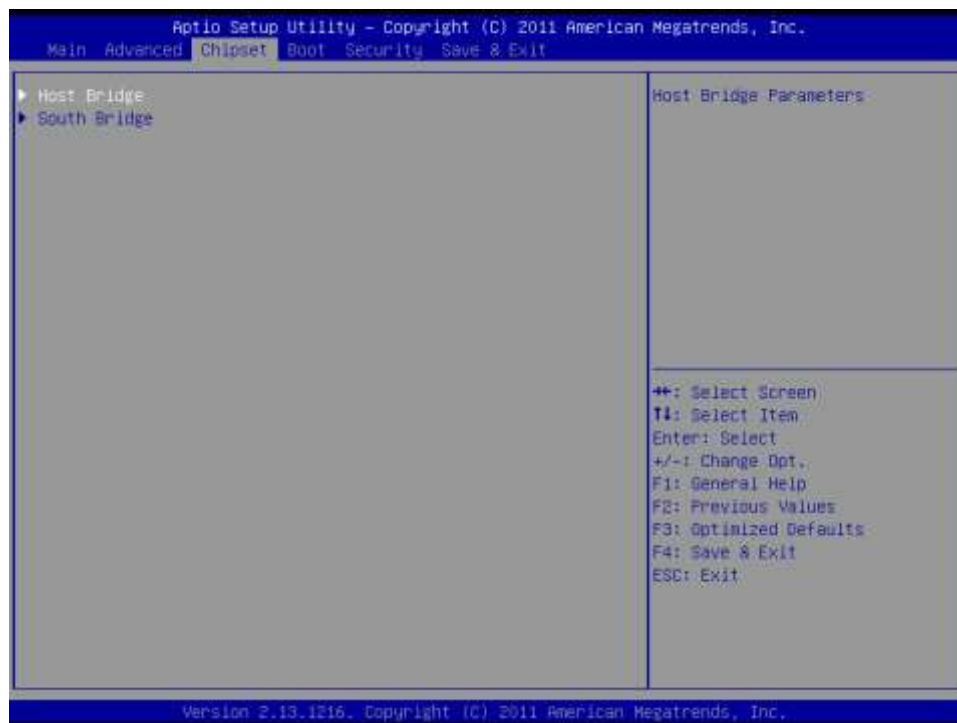 Aptio Setup Utility – Copyright (C) 2011 American Megatrends, Inc.
Main Advanced Chipset Boot Security Save & Exit
Host Bridge
South Bridge
Host Bridge Parameters
→←: Select Screen
↑↓: Select Item
Enter: Select
+/-: Change Opt.
F1: General Help
F2: Previous Values
F3: Optimized Defaults
F4: Save & Exit
ESC: Exit
Version 2.13.1216. Copyright (C) 2011 American Megatrends, Inc.